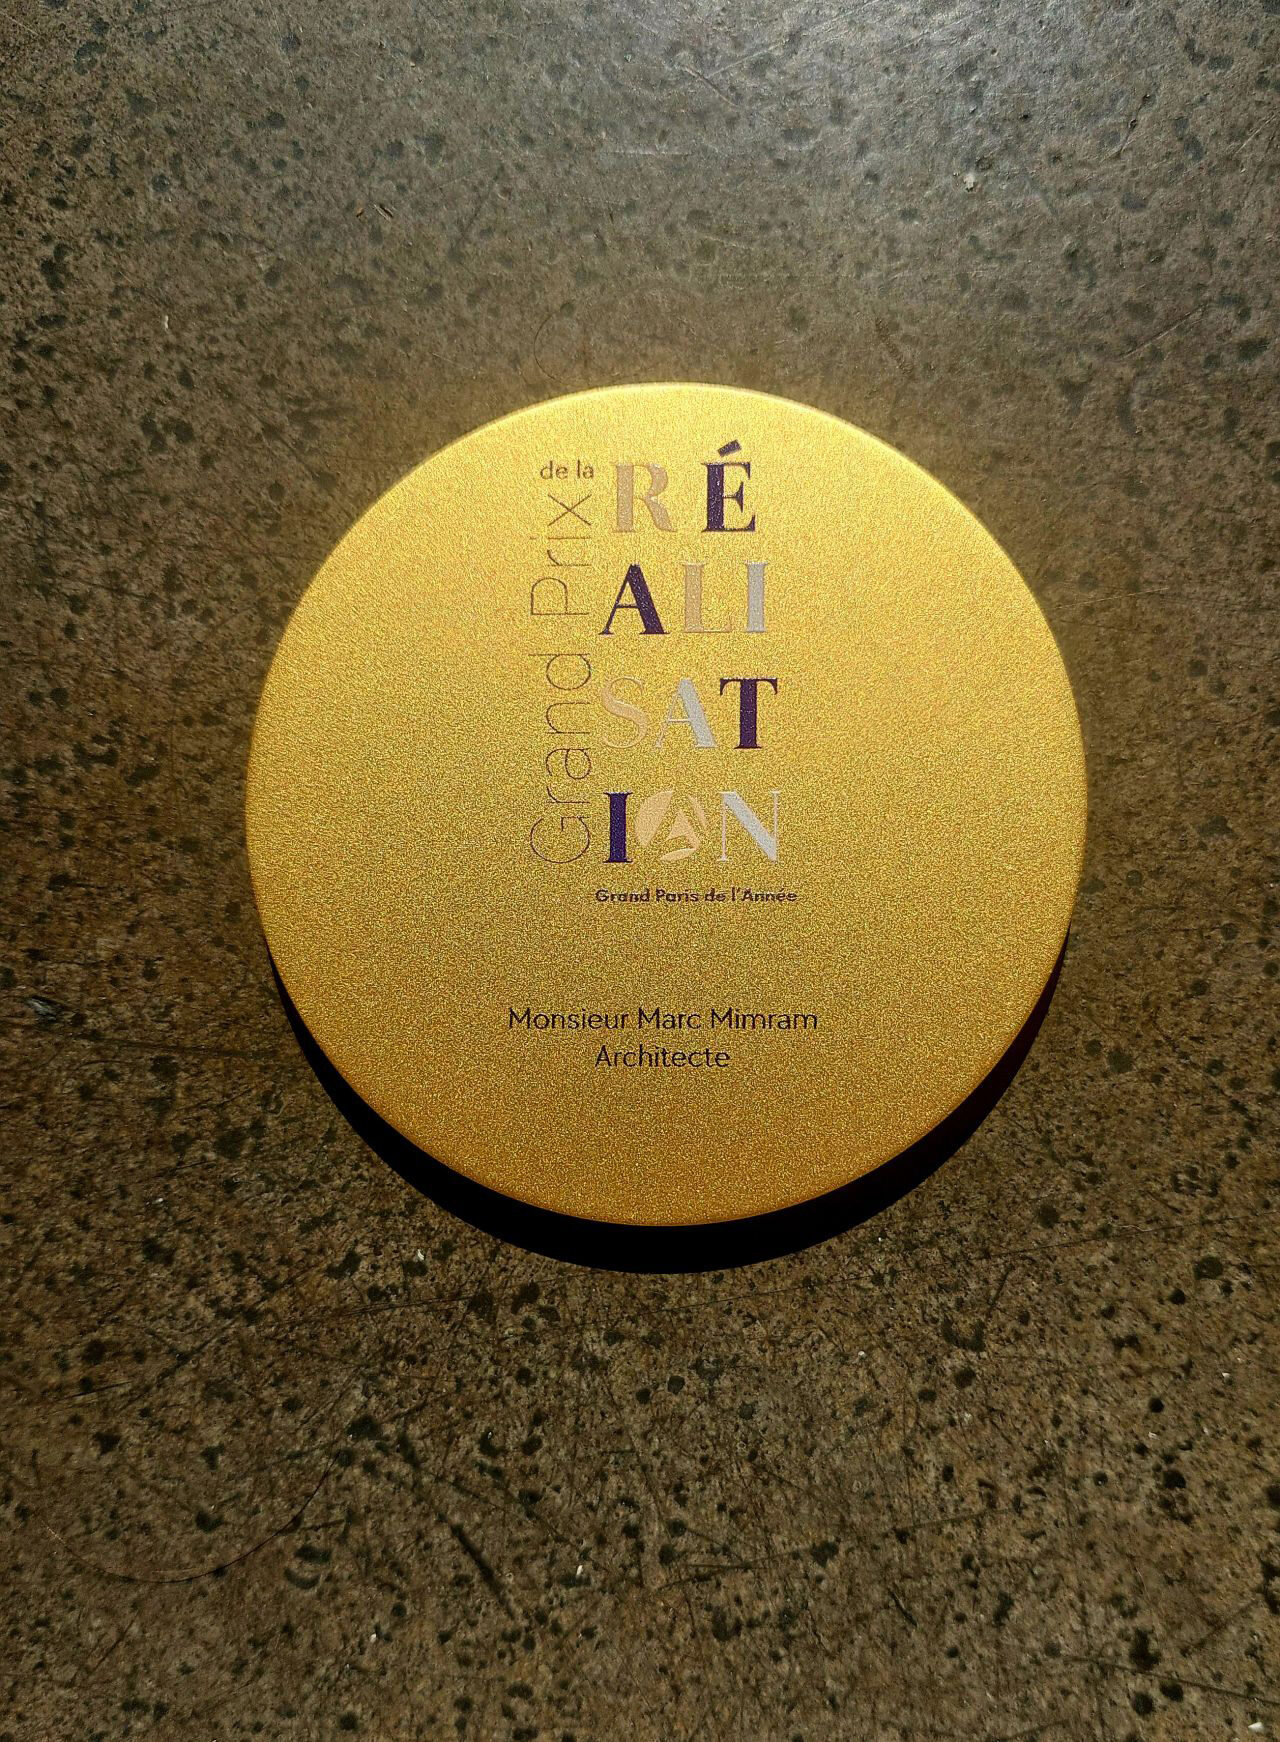 Grand Prix
de la
RÉ
ALI
SAT
ION
Grand Paris de l'Année
Monsieur Marc Mimram
Architecte